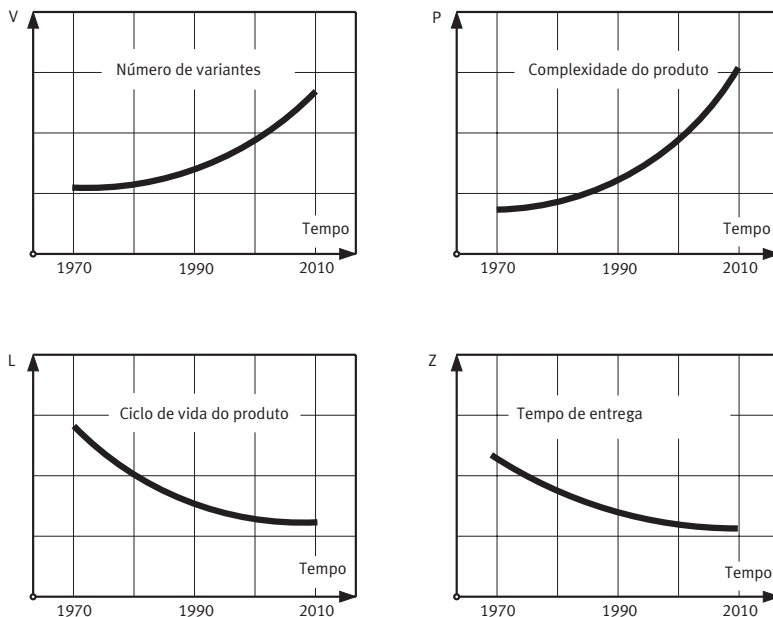 V
Número de variantes
Tempo
1970
1990
2010
P
Complexidade do produto
Tempo
1970
1990
2010
L
Ciclo de vida do produto
Tempo
1970
1990
2010
Z
Tempo de entrega
Tempo
1970
1990
2010